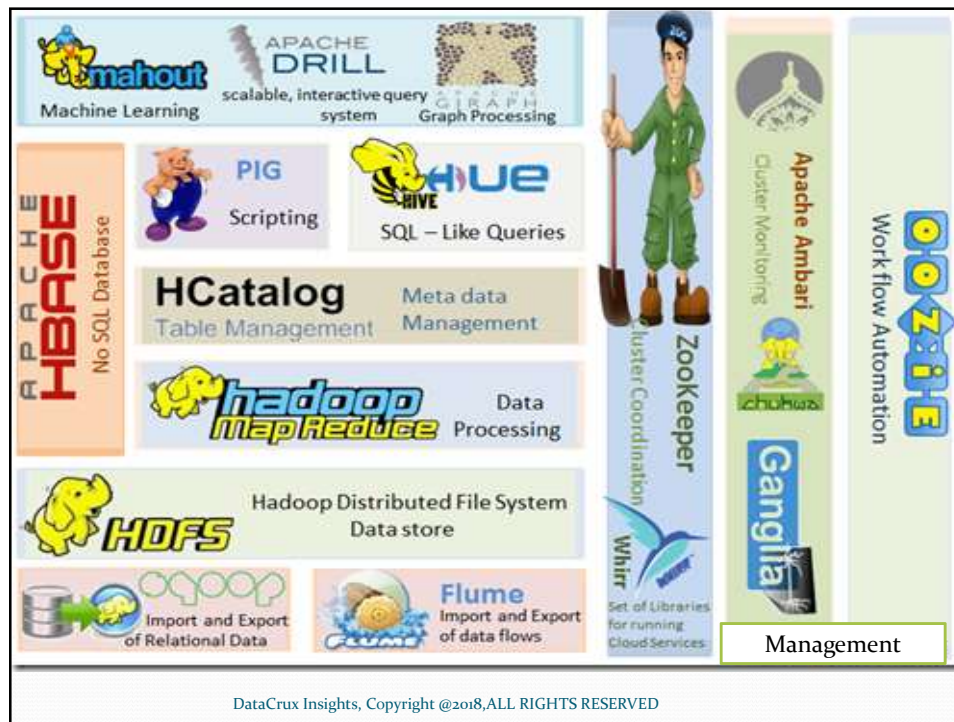 mahout
Machine Learning
APACHE
DRILL
scalable, interactive query
system
APACHE
GIRAPH
Graph Processing
APACHE
HBASE
No SQL Database
PIG
Scripting
HIVE
HUE
SQL – Like Queries
HCatalog
Table Management
Meta data
Management
hadoop
Map Reduce
Data
Processing
HDFS
Hadoop Distributed File System
Data store
sqoop
Import and Export
of Relational Data
FLUME
Flume
Import and Export
of data flows
ZOO
ZooKeeper
Cluster Coordination
Whirr
WHIRR
Set of Libraries
for running
Cloud Services
Apache Ambari
Cluster Monitoring
chukwa
Ganglia
OOZIE
Work flow Automation
Management
DataCrux Insights, Copyright @2018,ALL RIGHTS RESERVED